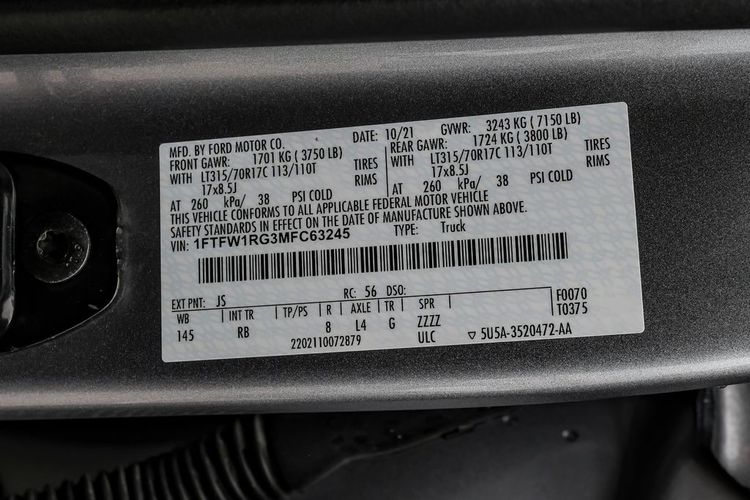 MFD. BY FORD MOTOR CO. DATE: 10/21 GVWR: 3243 KG ( 7150 LB)
FRONT GAWR: 1701 KG ( 3750 LB) REAR GAWR: 1724 KG ( 3800 LB)
WITH LT315/70R17C 113/110T TIRES WITH LT315/70R17C 113/110T TIRES
17x8.5J RIMS 17x8.5J RIMS
AT 260 kPa/ 38 PSI COLD AT 260 kPa/ 38 PSI COLD
THIS VEHICLE CONFORMS TO ALL APPLICABLE FEDERAL MOTOR VEHICLE
SAFETY STANDARDS IN EFFECT ON THE DATE OF MANUFACTURE SHOWN ABOVE.
VIN: 1FTFW1RG3MFC63245 TYPE: Truck
EXT PNT: JS RC: 56 DSO: F0070
WB INT TR TP/PS R AXLE TR SPR T0375
145 RB 8 L4 G ZZZZ
2202110072879 ULC ▽ 5U5A-3520472-AA